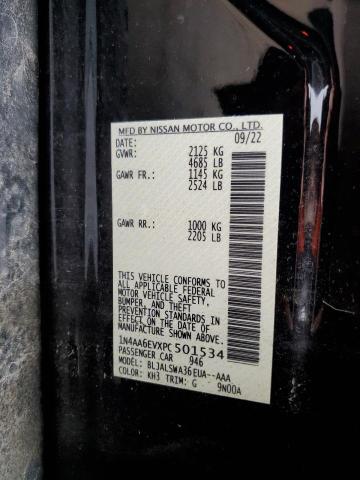 MFD BY NISSAN MOTOR CO., LTD.
DATE: 09/22
GVWR: 2125 KG
4685 LB
GAWR FR.: 1145 KG
2524 LB
GAWR RR.: 1000 KG
2205 LB
THIS VEHICLE CONFORMS TO
ALL APPLICABLE FEDERAL
MOTOR VEHICLE SAFETY,
BUMPER, AND THEFT
PREVENTION STANDARDS IN
EFFECT ON THE DATE OF
MANUFACTURE SHOWN ABOVE.
1N4AA6EVXPC501534
PASSENGER CAR 946
MODEL: BLJALSWA36EUA--AAA
COLOR: KH3 TRIM: G 9N00A